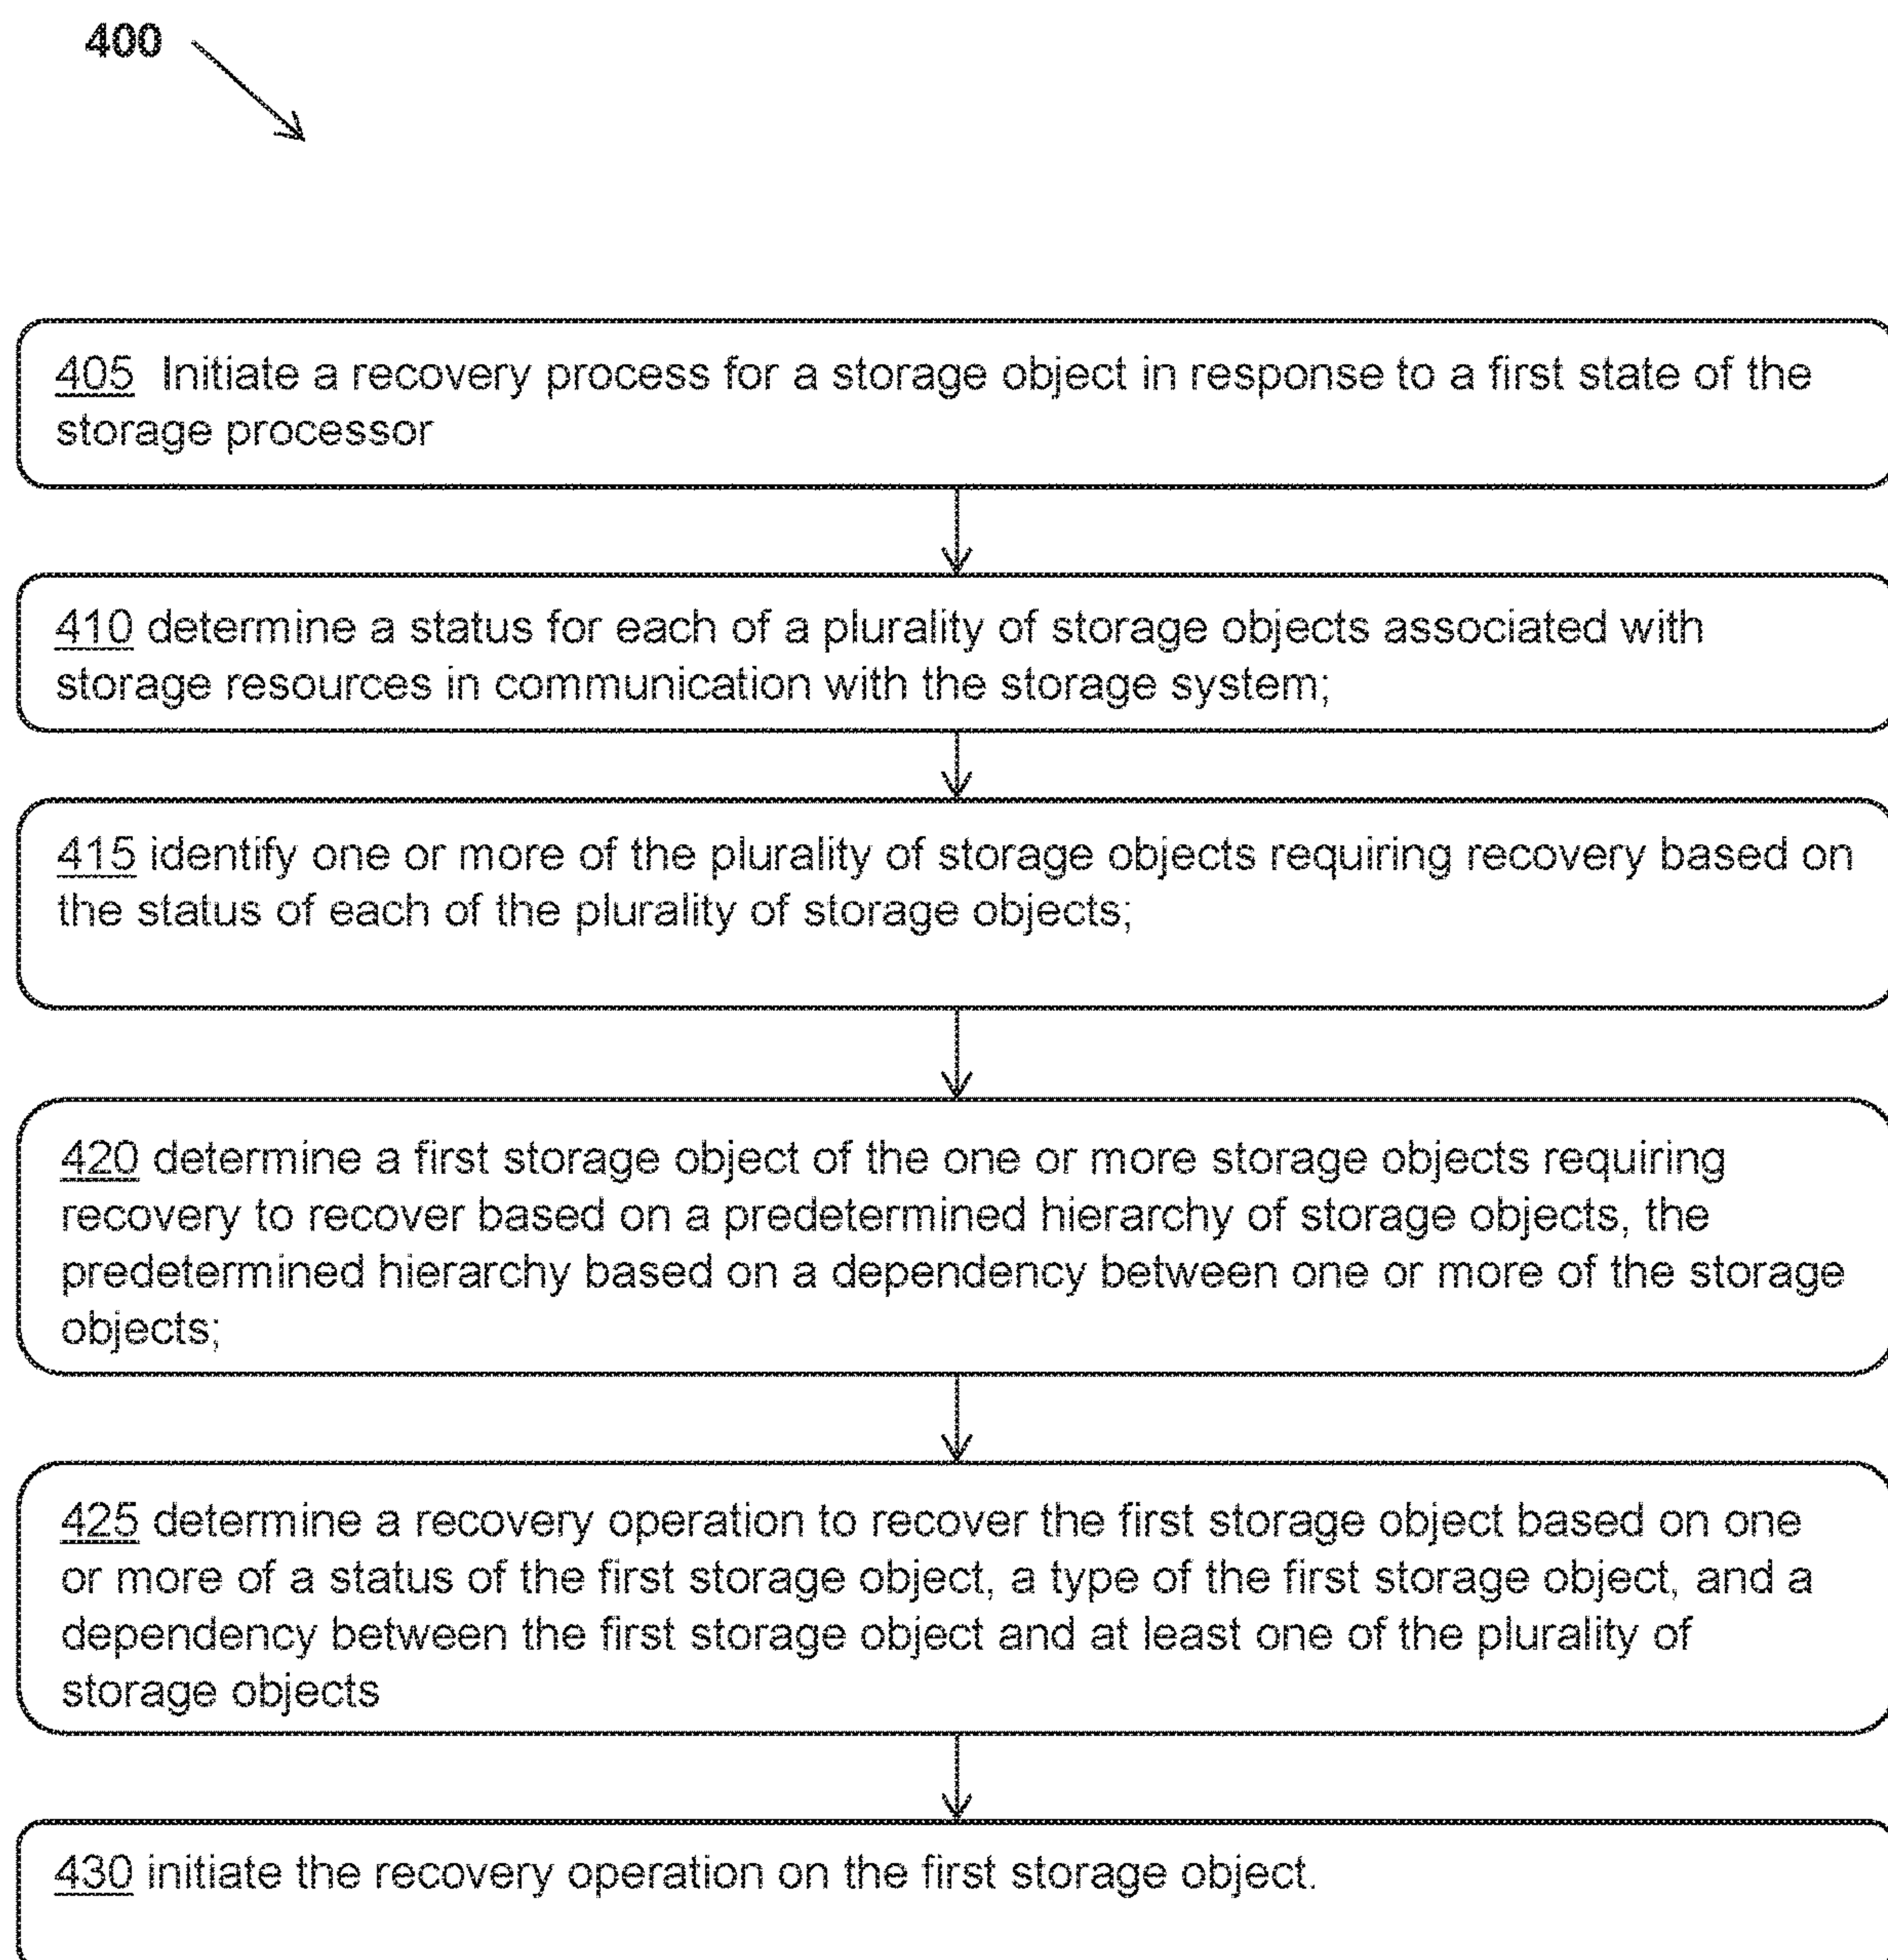 400
405 Initiate a recovery process for a storage object in response to a first state of the
storage processor
410 determine a status for each of a plurality of storage objects associated with
storage resources in communication with the storage system;
415 identify one or more of the plurality of storage objects requiring recovery based on
the status of each of the plurality of storage objects;
420 determine a first storage object of the one or more storage objects requiring
recovery to recover based on a predetermined hierarchy of storage objects, the
predetermined hierarchy based on a dependency between one or more of the storage
objects;
425 determine a recovery operation to recover the first storage object based on one
or more of a status of the first storage object, a type of the first storage object, and a
dependency between the first storage object and at least one of the plurality of
storage objects
430 initiate the recovery operation on the first storage object.